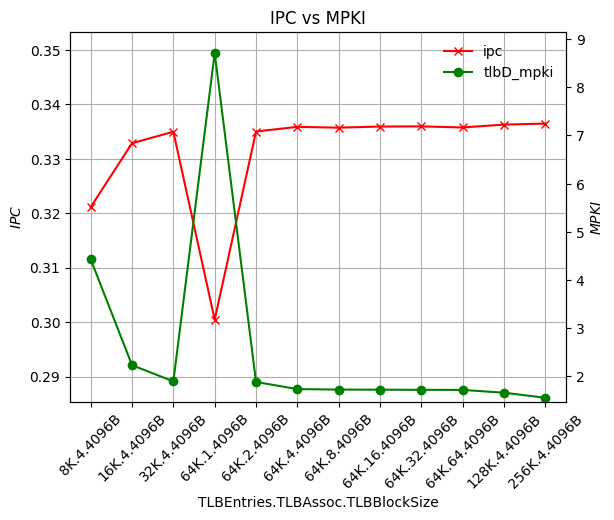 IPC vs MPKI
ipc
tlbD_mpki
0.35
0.34
0.33
0.32
0.31
0.30
0.29
IPC
9
8
7
6
5
4
3
2
MPKI
8K.4.4096B
16K.4.4096B
32K.4.4096B
64K.1.4096B
64K.2.4096B
64K.4.4096B
64K.8.4096B
64K.16.4096B
64K.32.4096B
64K.64.4096B
128K.4.4096B
256K.4.4096B
TLBEntries.TLBAssoc.TLBBlockSize